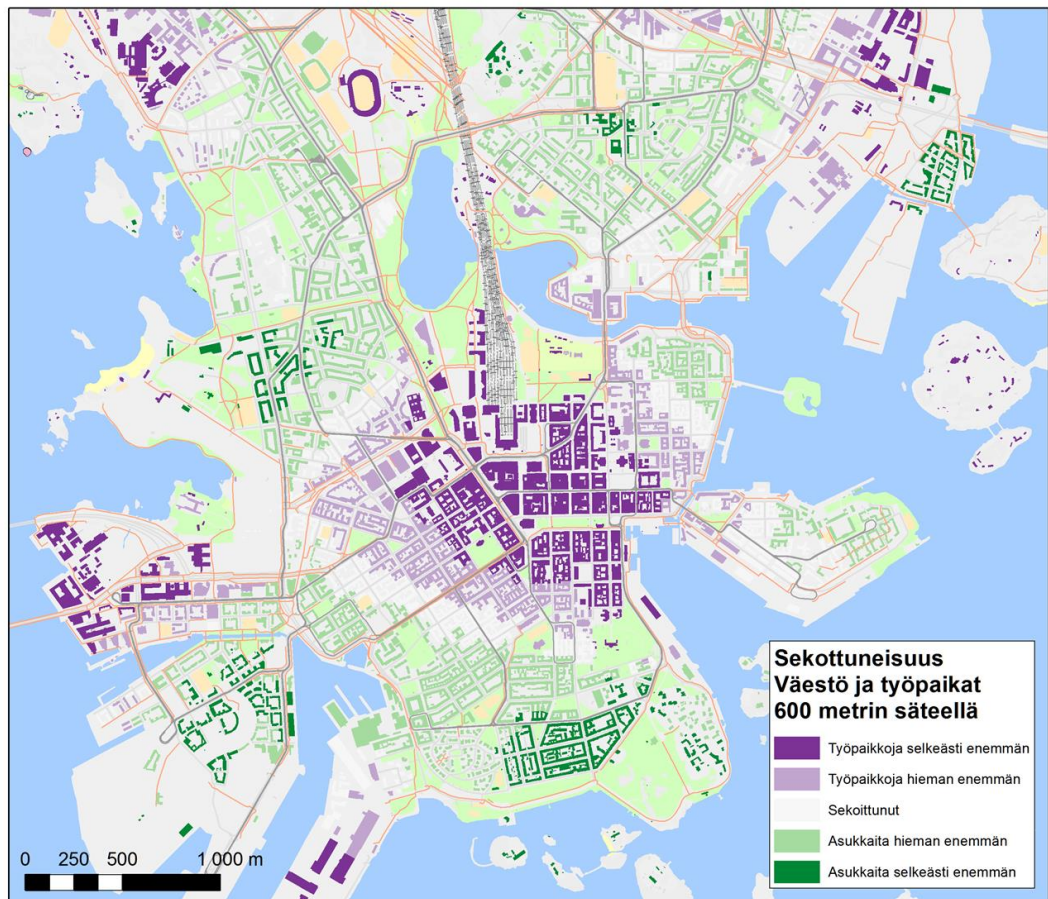 Sekottuneisuus
Väestö ja työpaikat
600 metrin säteellä
Työpaikkoja selkeästi enemmän
Työpaikkoja hieman enemmän
Sekoittunut
Asukkaita hieman enemmän
Asukkaita selkeästi enemmän
0 250 500 1 000 m